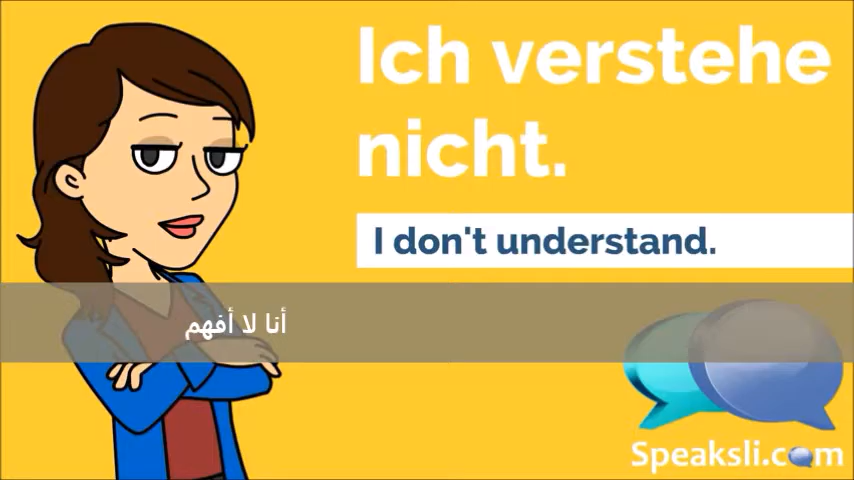 Ich verstehe
nicht.
I don't understand.
أنا لا أفهم
Speaksli.com